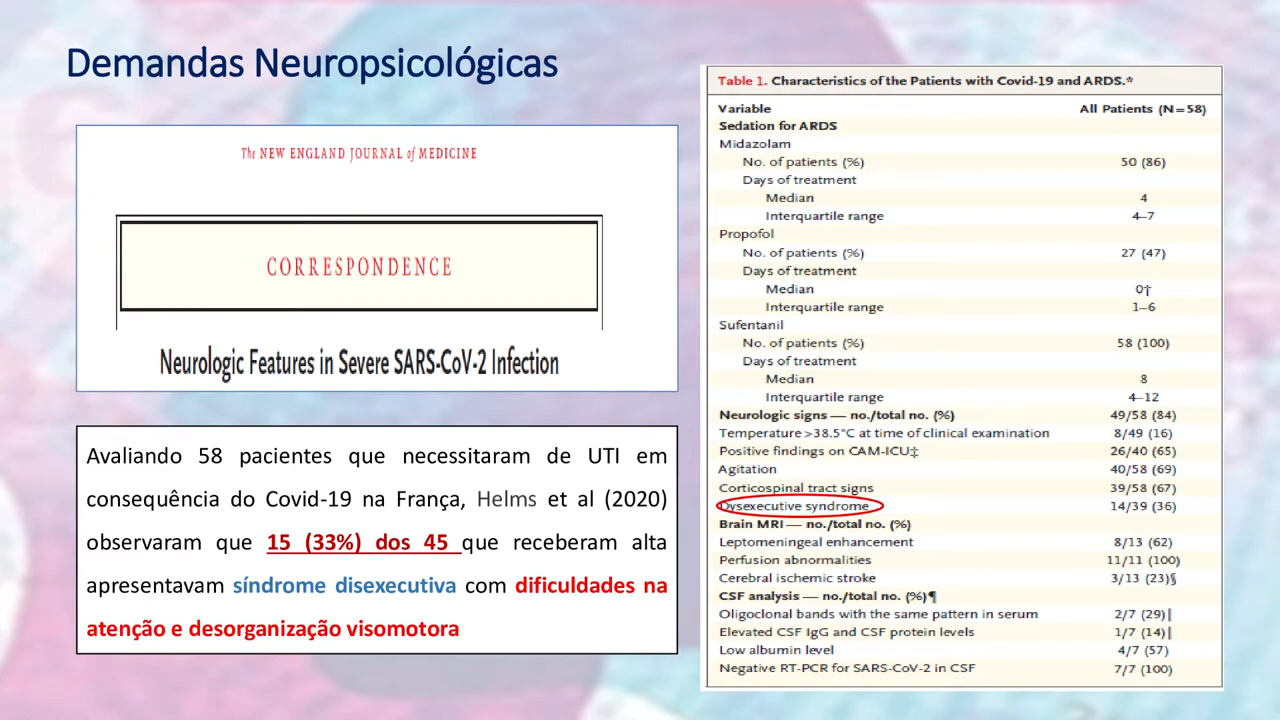 Demandas Neuropsicológicas
The NEW ENGLAND JOURNAL of MEDICINE
CORRESPONDENCE
Neurologic Features in Severe SARS-CoV-2 Infection
Avaliando 58 pacientes que necessitaram de UTI em
consequência do Covid-19 na França, Helms et al (2020)
observaram que 15 (33%) dos 45 que receberam alta
apresentavam síndrome disexecutiva com dificuldades na
atenção e desorganização visomotora
Table 1. Characteristics of the Patients with Covid-19 and ARDS.*
Variable All Patients (N=58)
Sedation for ARDS
Midazolam
No. of patients (%) 50 (86)
Days of treatment
Median 4
Interquartile range 4–7
Propofol
No. of patients (%) 27 (47)
Days of treatment
Median 0†
Interquartile range 1–6
Sufentanil
No. of patients (%) 58 (100)
Days of treatment
Median 8
Interquartile range 4–12
Neurologic signs — no./total no. (%) 49/58 (84)
Temperature >38.5°C at time of clinical examination 8/49 (16)
Positive findings on CAM-ICU‡ 26/40 (65)
Agitation 40/58 (69)
Corticospinal tract signs 39/58 (67)
Dysexecutive syndrome 14/39 (36)
Brain MRI — no./total no. (%)
Leptomeningeal enhancement 8/13 (62)
Perfusion abnormalities 11/11 (100)
Cerebral ischemic stroke 3/13 (23)§
CSF analysis — no./total no. (%)¶
Oligoclonal bands with the same pattern in serum 2/7 (29)‖
Elevated CSF IgG and CSF protein levels 1/7 (14)‖
Low albumin level 4/7 (57)
Negative RT-PCR for SARS-CoV-2 in CSF 7/7 (100)